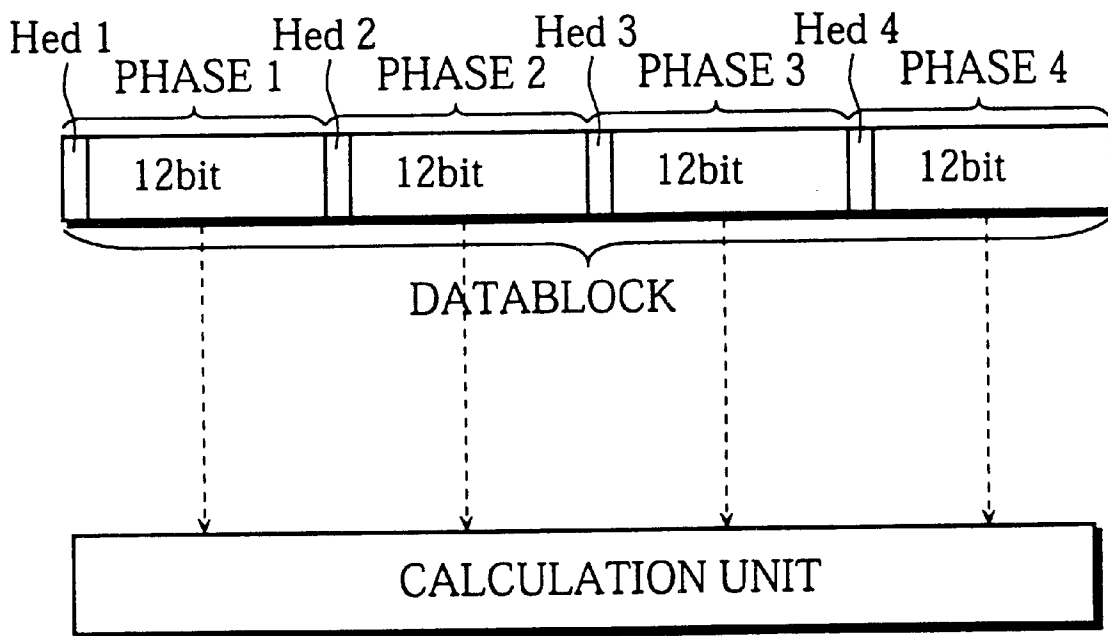 Hed 1 Hed 2 Hed 3 Hed 4
PHASE 1 PHASE 2 PHASE 3 PHASE 4
12bit 12bit 12bit 12bit
DATABLOCK
CALCULATION UNIT